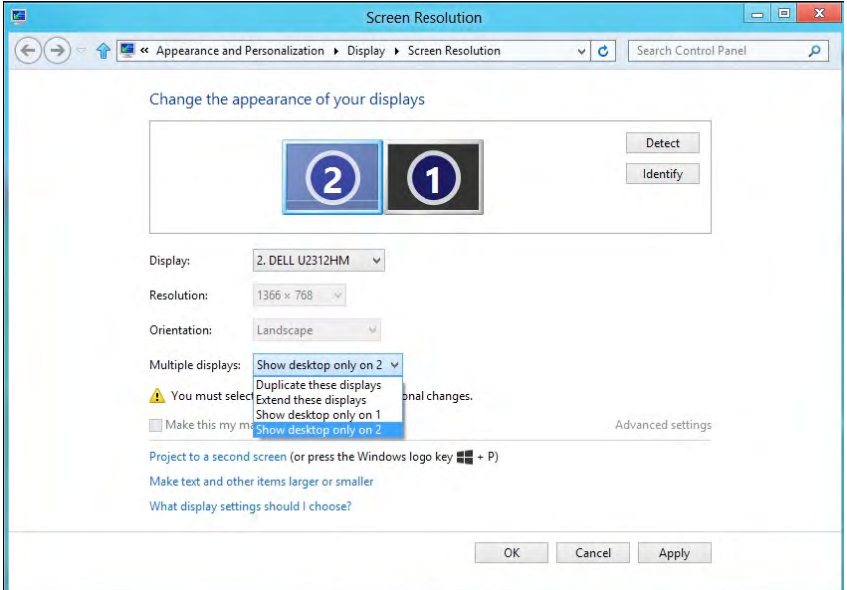 Screen Resolution
« Appearance and Personalization Display Screen Resolution
Search Control Panel
Change the appearance of your displays
2 1
Detect
Identify
Display: 2. DELL U2312HM
Resolution: 1366 × 768
Orientation: Landscape
Multiple displays: Show desktop only on 2
Duplicate these displays
You must onal changes.
Extend these displays
Show desktop only on 1
Make this my Advanced settings
Show desktop only on 2
Project to a second screen (or press the Windows logo key + P)
Make text and other items larger or smaller
What display settings should I choose?
OK Cancel Apply